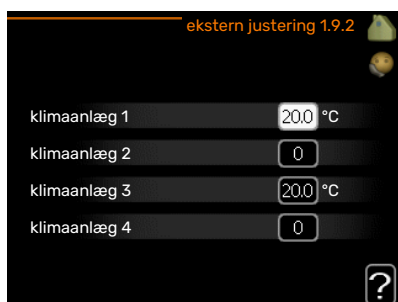 ekstern justering 1.9.2
klimaanlæg 1 20.0 °C
klimaanlæg 2 0
klimaanlæg 3 20.0 °C
klimaanlæg 4 0
?